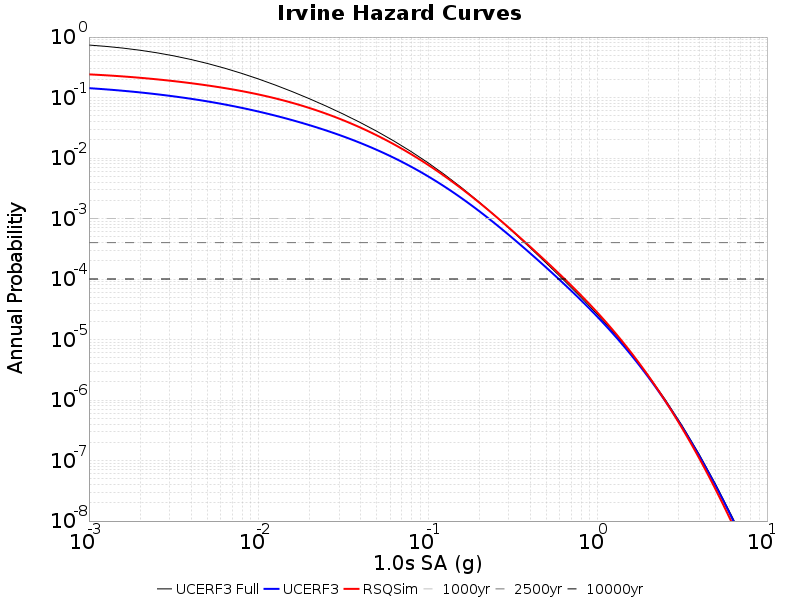 Irvine Hazard Curves
10^0
10^-1
10^-2
10^-3
10^-4
10^-5
10^-6
10^-7
10^-8
Annual Probabilitiy
10^-3 10^-2 10^-1 10^0 10^1
1.0s SA (g)
UCERF3 Full UCERF3 RSQSim 1000yr 2500yr 10000yr